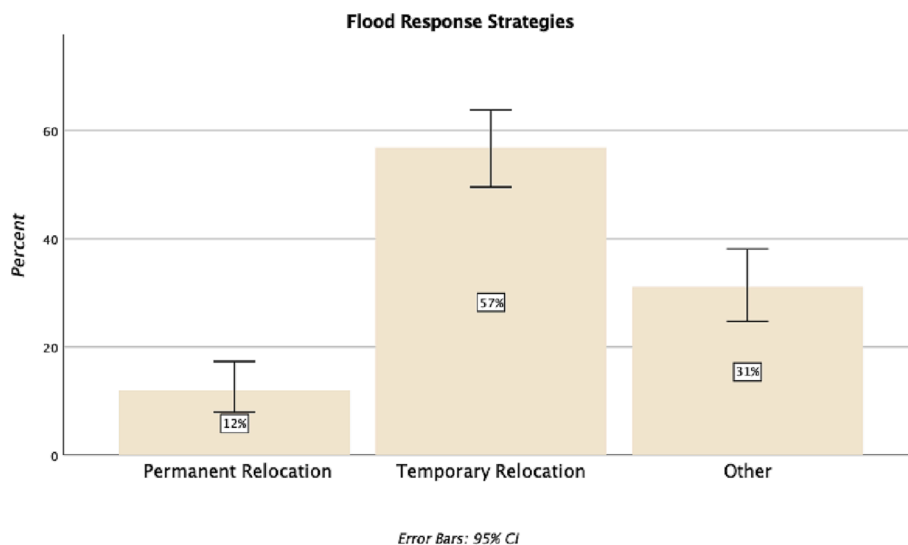 Flood Response Strategies
Percent
60
40
20
0
12%
57%
31%
Permanent Relocation
Temporary Relocation
Other
Error Bars: 95% CI